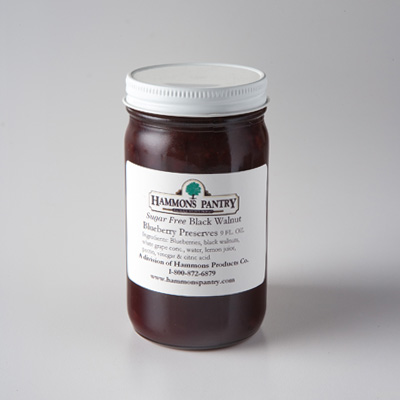 HAMMONS PANTRY
Sugar Free Black Walnut
Blueberry Preserves 9 FL. OZ.
Ingredients: Blueberries, black walnuts,
white grape conc., water, lemon juice,
pectin, vinegar & citric acid
A division of Hammons Products Co.
1-800-872-6879
www.hammonspantry.com